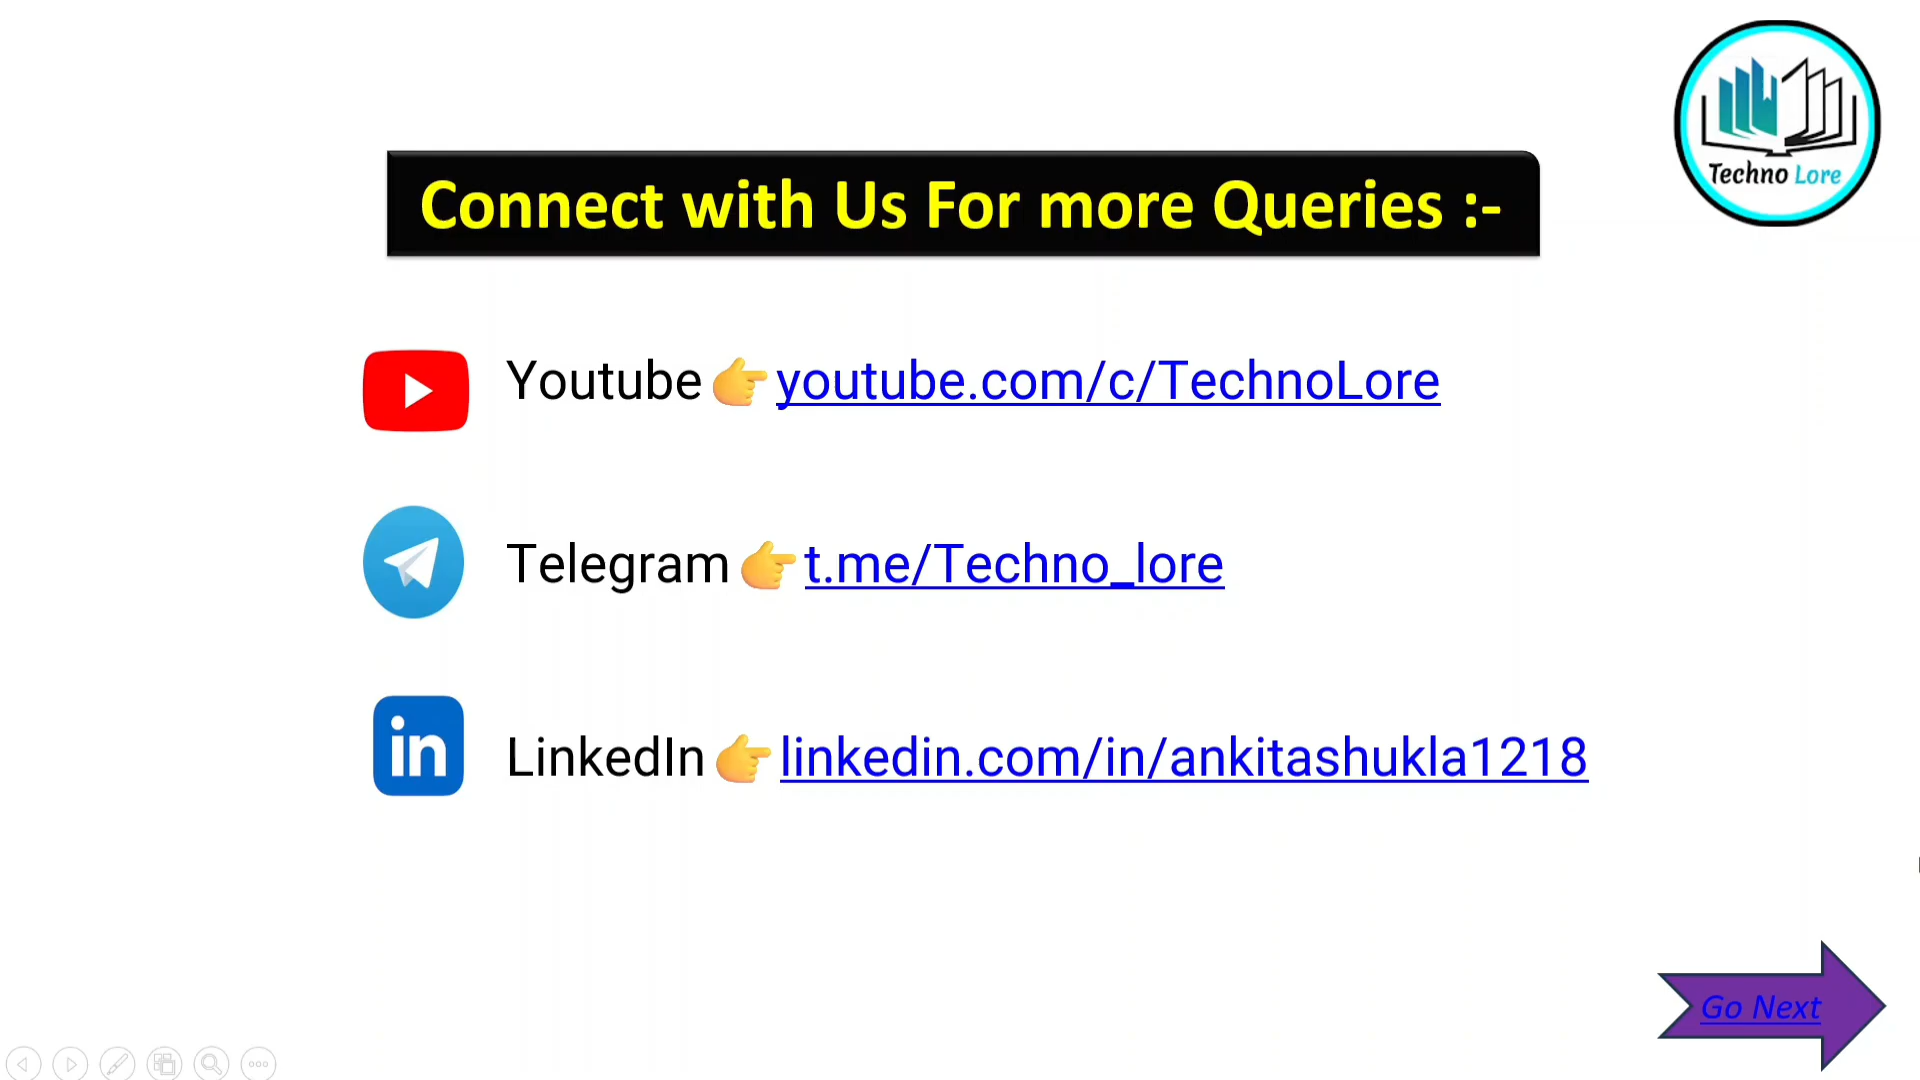 Techno Lore
Connect with Us For more Queries :-
Youtube 👉 youtube.com/c/TechnoLore
Telegram 👉 t.me/Techno_lore
in
LinkedIn 👉 linkedin.com/in/ankitashukla1218
Go Next